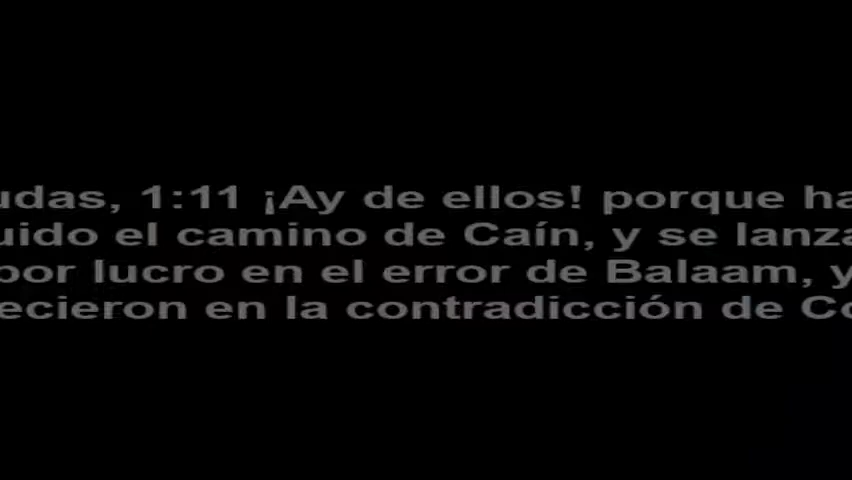 udas, 1:11 ¡Ay de ellos! porque ha
uido el camino de Caín, y se lanza
por lucro en el error de Balaam, y
ecieron en la contradicción de Co